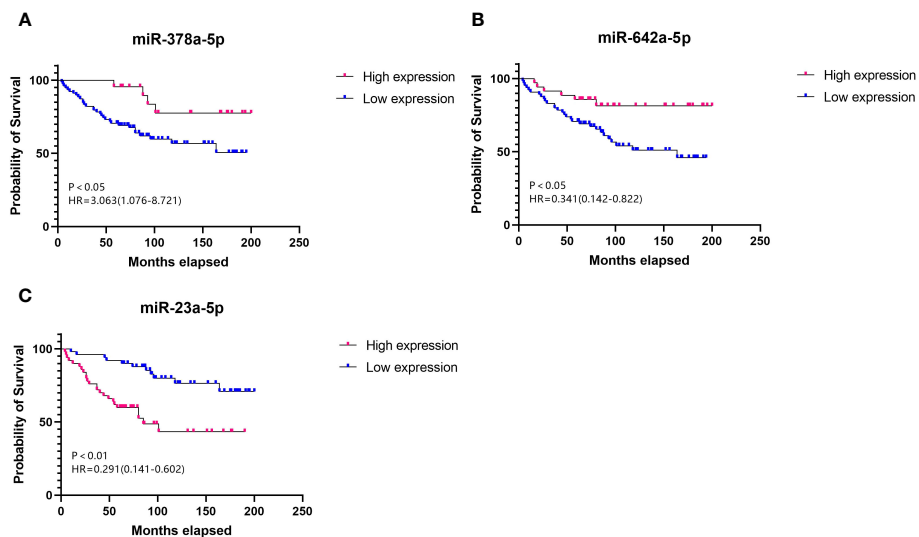 A
miR-378a-5p
High expression
Low expression
Probability of Survival
100
50
0
P < 0.05
HR=3.063(1.076-8.721)
0 50 100 150 200 250
Months elapsed
B
miR-642a-5p
High expression
Low expression
Probability of Survival
100
50
0
P < 0.05
HR=0.341(0.142-0.822)
0 50 100 150 200 250
Months elapsed
C
miR-23a-5p
High expression
Low expression
Probability of Survival
100
50
0
P < 0.01
HR=0.291(0.141-0.602)
0 50 100 150 200 250
Months elapsed